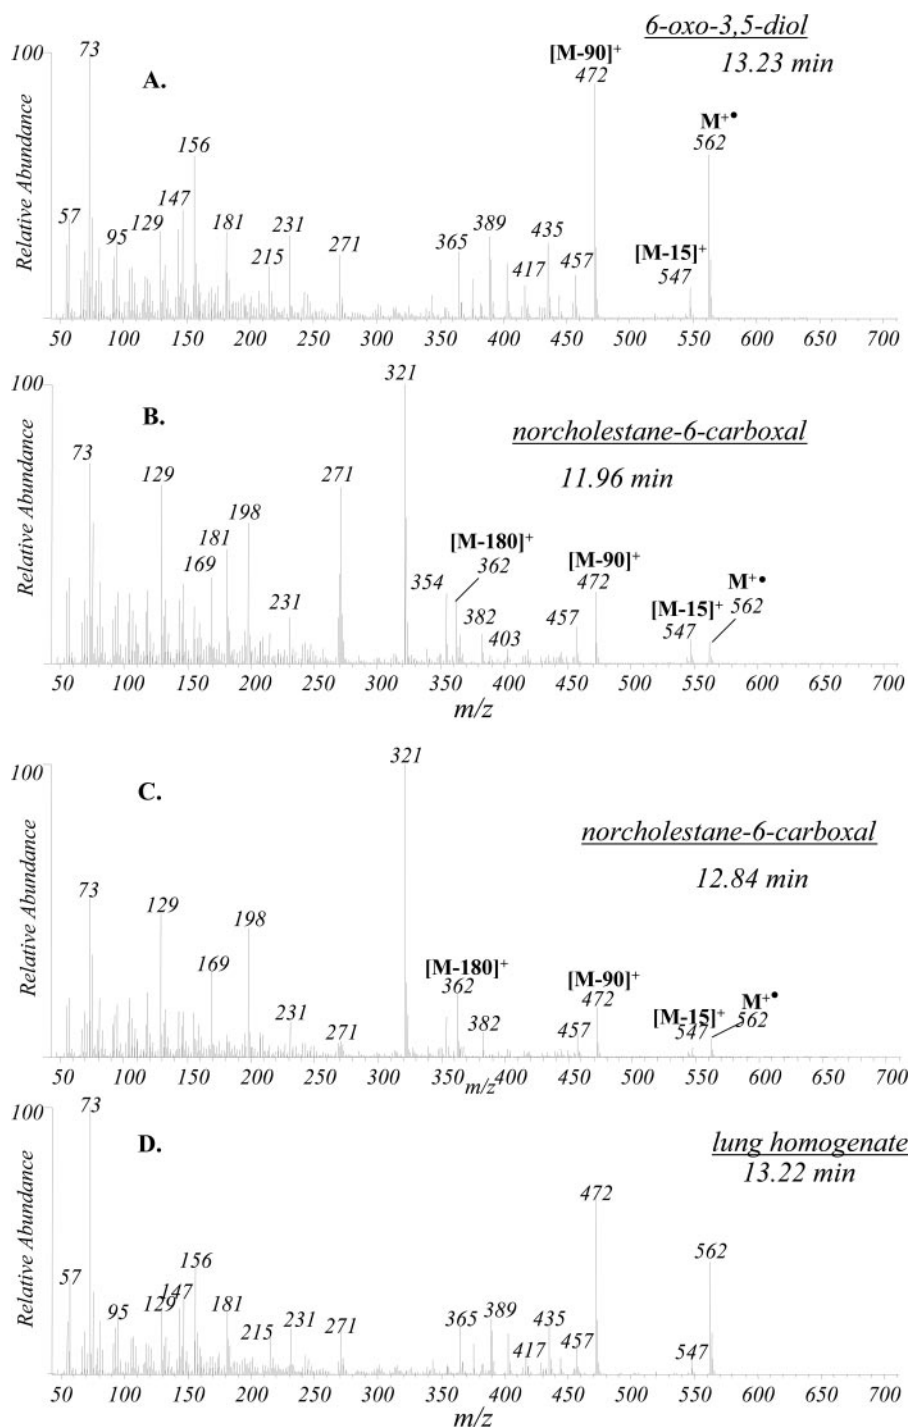 6-oxo-3,5-diol
100
73
[M-90]⁺
13.23 min
A.
472
M⁺•
562
156
147
57
129
95
181
215
231
271
365
389
435
417
457
[M-15]⁺
547
Relative Abundance
50 100 150 200 250 300 350 400 450 500 550 600 650 700
100
321
B.
norcholestane-6-carboxal
73
129
271
11.96 min
198
181
169
[M-180]⁺
362
[M-90]⁺
354
472
M⁺•
231
382
457
[M-15]⁺
562
403
547
Relative Abundance
50 100 150 200 250 300 350 400 450 500 550 600 650 700
m/z
100
321
C.
norcholestane-6-carboxal
73
129
198
12.84 min
169
[M-180]⁺
362
[M-90]⁺
231
472
[M-15]⁺
M⁺•
271
382
457
547
562
Relative Abundance
50 100 150 200 250 300 350 400 450 500 550 600 650 700
m/z
100
73
D.
lung homogenate
13.22 min
472
156
562
57
147
129
95
181
215
231
271
365
389
435
417
457
547
Relative Abundance
50 100 150 200 250 300 350 400 450 500 550 600 650 700
m/z